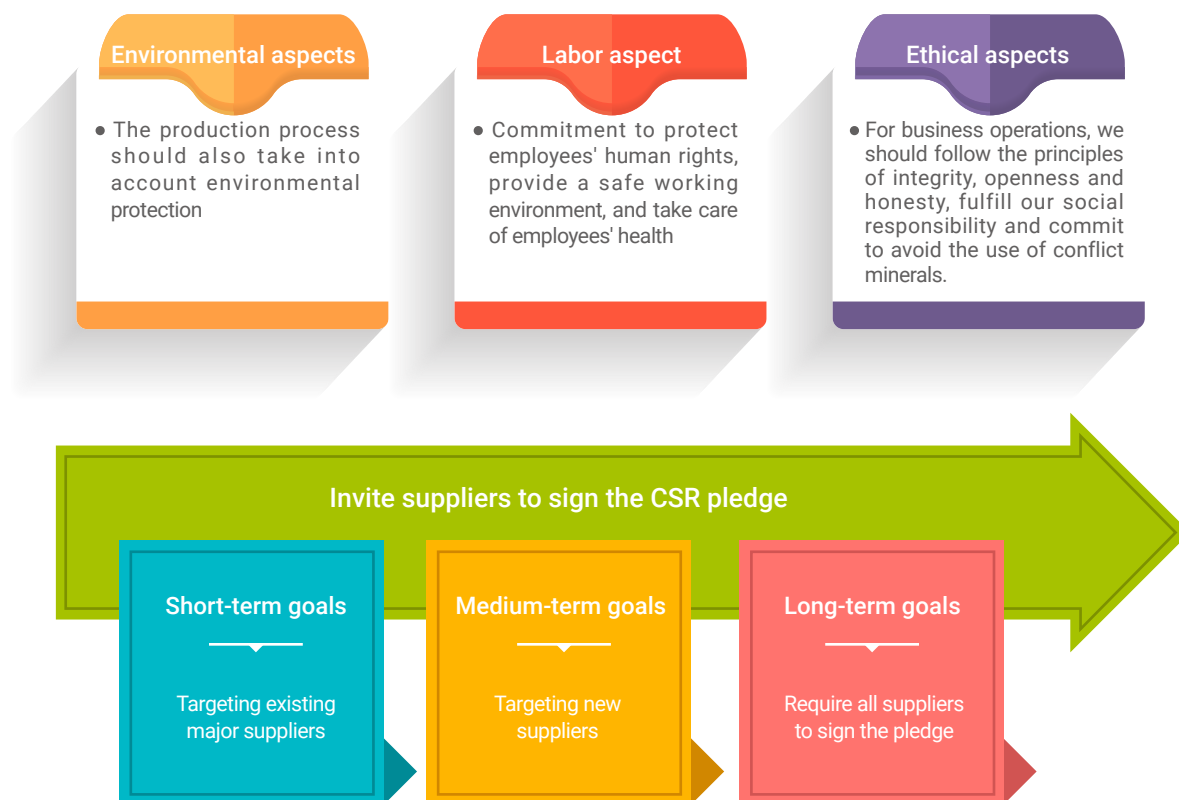 Environmental aspects
● The production process
should also take into
account environmental
protection
Labor aspect
● Commitment to protect
employees' human rights,
provide a safe working
environment, and take care
of employees' health
Ethical aspects
● For business operations, we
should follow the principles
of integrity, openness and
honesty, fulfill our social
responsibility and commit
to avoid the use of conflict
minerals.
Invite suppliers to sign the CSR pledge
Short-term goals
Targeting existing
major suppliers
Medium-term goals
Targeting new
suppliers
Long-term goals
Require all suppliers
to sign the pledge